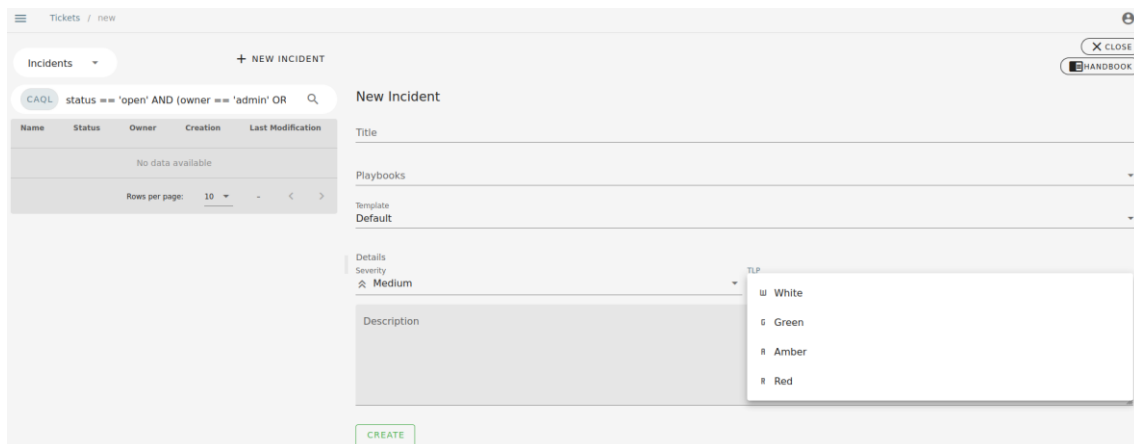 Tickets / new
Incidents
+ NEW INCIDENT
CAQL status == 'open' AND (owner == 'admin' OR
Name Status Owner Creation Last Modification
No data available
Rows per page: 10 -
CLOSE
HANDBOOK
New Incident
Title
Playbooks
Template
Default
Details
Severity
Medium
TLP
W White
G Green
A Amber
R Red
Description
CREATE